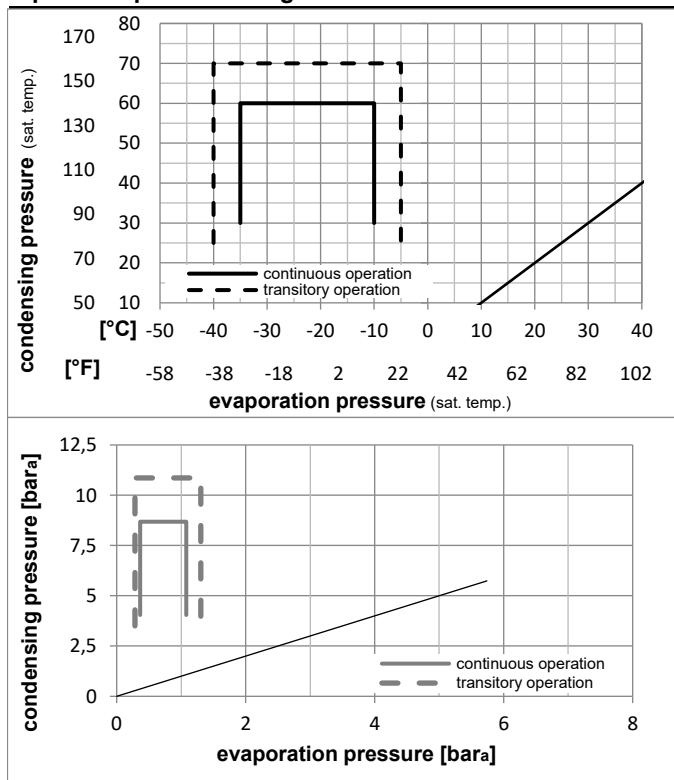 condensing pressure (sat. temp.)
170 80
150 70
130 60
50
110 40
90 30
70 20
50 10
continuous operation
transitory operation
[°C] -50 -40 -30 -20 -10 0 10 20 30 40
[°F] -58 -38 -18 2 22 42 62 82 102
evaporation pressure (sat. temp.)
condensing pressure [bara]
12,5
10
7,5
5
2,5
0
continuous operation
transitory operation
0 2 4 6 8
evaporation pressure [bara]